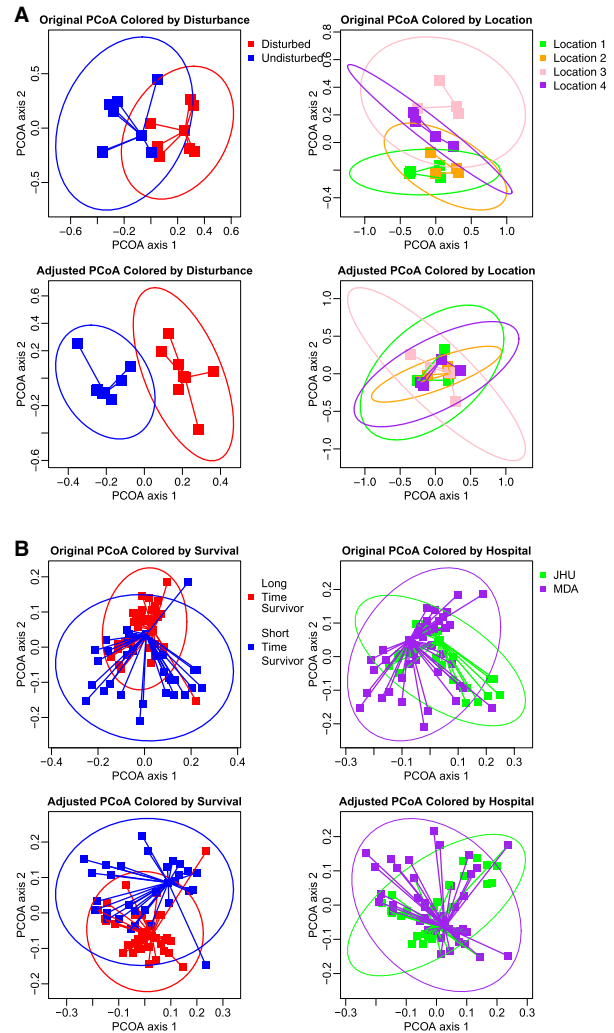 A
Original PCoA Colored by Disturbance
PCOA axis 2
0.5
0.0
−0.5
−0.6
−0.2
0.2
0.4
0.6
PCOA axis 1
Disturbed
Undisturbed
Original PCoA Colored by Location
PCOA axis 2
0.8
0.4
0.0
−0.4
−1.0
−0.5
0.0
0.5
1.0
PCOA axis 1
Location 1
Location 2
Location 3
Location 4
Adjusted PCoA Colored by Disturbance
PCOA axis 2
0.6
0.4
0.0
−0.2
−0.6
−0.4
−0.2
0.0
0.2
0.4
PCOA axis 1
Adjusted PCoA Colored by Location
PCOA axis 2
1.0
0.5
0.0
−0.5
−1.0
−1.0
−0.5
0.0
0.5
1.0
PCOA axis 1
B
Original PCoA Colored by Survival
PCOA axis 2
0.2
0.1
0.0
−0.1
−0.2
−0.4
−0.2
0.0
0.2
0.4
PCOA axis 1
Long
Time
Survivor
Short
Time
Survivor
Original PCoA Colored by Hospital
PCOA axis 2
0.2
0.1
0.0
−0.2
−0.3
−0.1
0.0
0.1
0.2
0.3
PCOA axis 1
JHU
MDA
Adjusted PCoA Colored by Survival
PCOA axis 2
0.2
0.1
0.0
−0.1
−0.2
−0.3
−0.1
0.1
0.2
0.3
PCOA axis 1
Adjusted PCoA Colored by Hospital
PCOA axis 2
0.2
0.1
0.0
−0.1
−0.2
−0.3
−0.1
0.0
0.1
0.2
0.3
PCOA axis 1